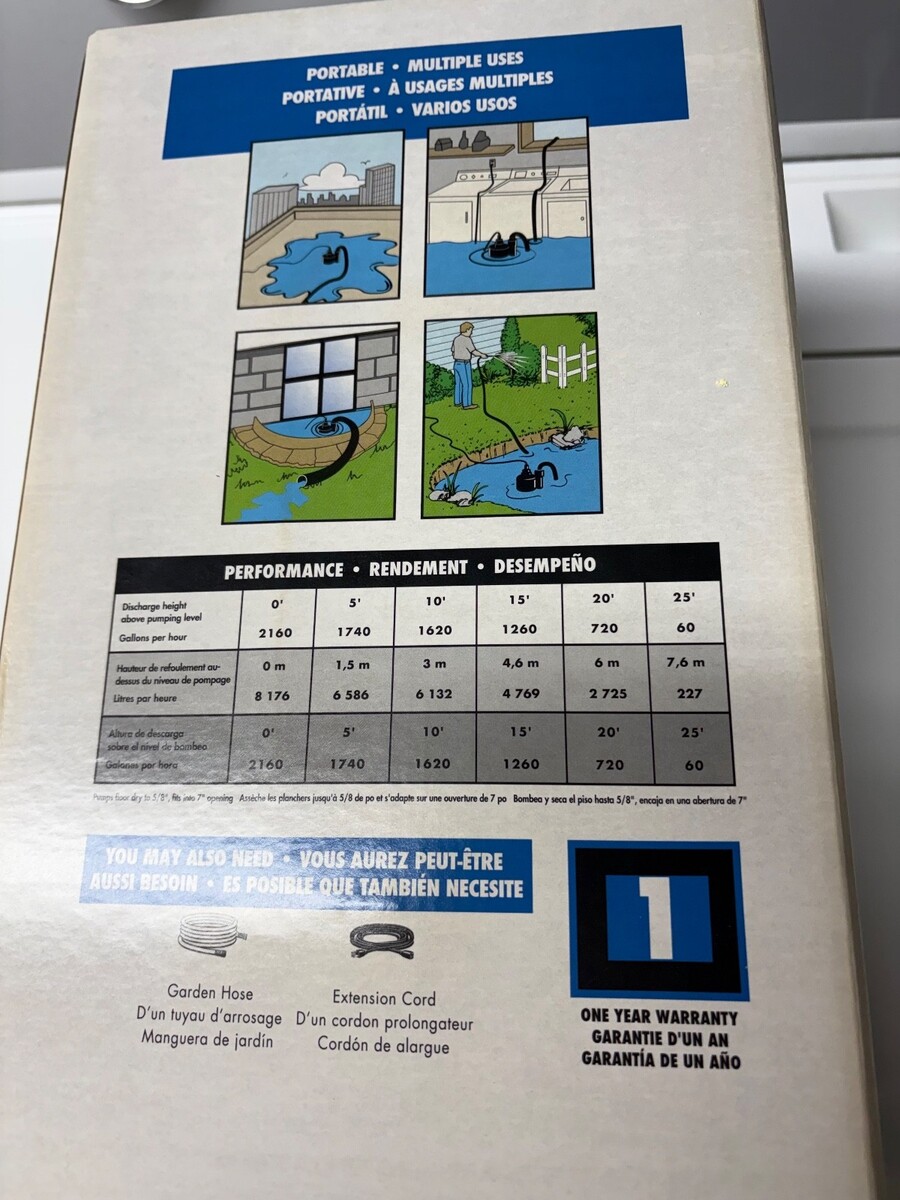 PORTABLE • MULTIPLE USES
PORTATIVE • À USAGES MULTIPLES
PORTÁTIL • VARIOS USOS
PERFORMANCE • RENDEMENT • DESEMPEÑO
Discharge height above pumping level 0' 5' 10' 15' 20' 25'
Gallons per hour 2160 1740 1620 1260 720 60
Hauteur de refoulement au-dessus du niveau de pompage 0 m 1,5 m 3 m 4,6 m 6 m 7,6 m
Litres par heure 8 176 6 586 6 132 4 769 2 725 227
Altura de descarga sobre el nivel de bombeo 0' 5' 10' 15' 20' 25'
Galones por hora 2160 1740 1620 1260 720 60
Pumps floor dry to 5/8", fits into 7" opening Assèche les planchers jusqu'à 5/8 de po et s'adapte sur une ouverture de 7 po Bombea y seca el piso hasta 5/8", encaja en una abertura de 7"
YOU MAY ALSO NEED • VOUS AUREZ PEUT-ÊTRE
AUSSI BESOIN • ES POSIBLE QUE TAMBIÉN NECESITE
Garden Hose
D'un tuyau d'arrosage
Manguera de jardín
Extension Cord
D'un cordon prolongateur
Cordón de alargue
1
ONE YEAR WARRANTY
GARANTIE D'UN AN
GARANTÍA DE UN AÑO